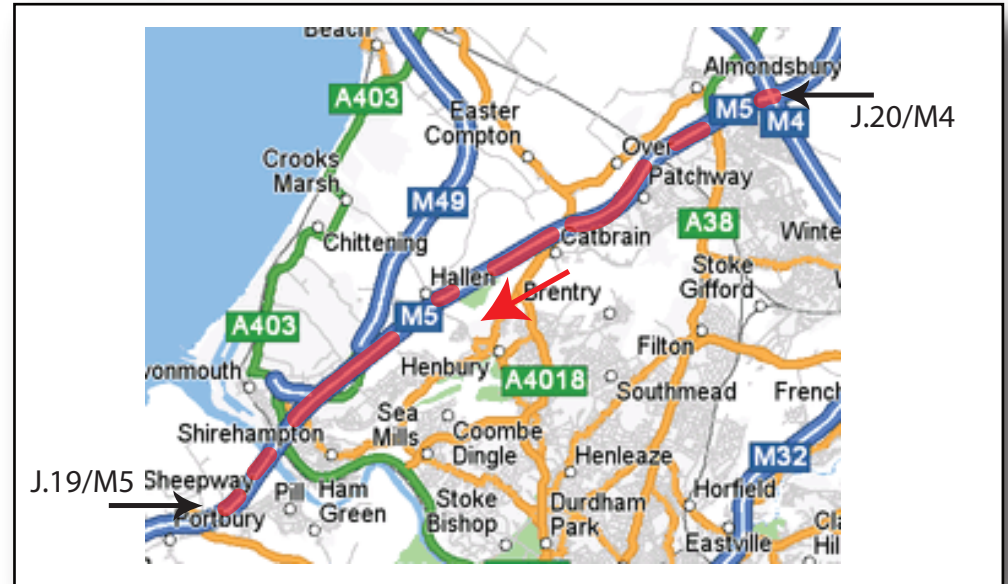 Beach
Almondsbury
A403
M5
M4
J.20/M4
Easter
Compton
Over
Crooks
Marsh
Patchway
M49
A38
Winte
Chittening
Catbrain
Stoke
Gifford
Hallen
Brentry
M5
A403
Filton
vonmouth
Henbury
A4018
Southmead
French
Sea
Mills
Shirehampton
Coombe
Dingle
M32
Henleaze
J.19/M5
Sheepway
Pill
Ham
Green
Horfield
Portbury
Stoke
Bishop
Durdham
Park
Eastville
Cla
Hil